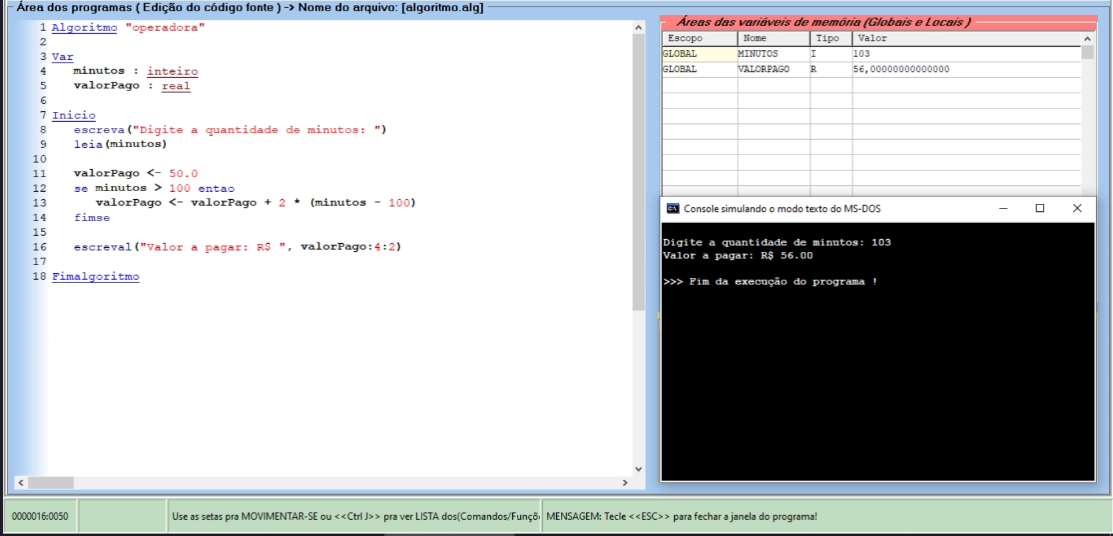 Área dos programas ( Edição do código fonte ) -> Nome do arquivo: [algoritmo.alg]
1 Algoritmo "operadora"
2
3 Var
4 minutos : inteiro
5 valorPago : real
6
7 Inicio
8 escreva("Digite a quantidade de minutos: ")
9 leia(minutos)
10
11 valorPago <- 50.0
12 se minutos > 100 entao
13 valorPago <- valorPago + 2 * (minutos - 100)
14 fimse
15
16 escreval("Valor a pagar: R$ ", valorPago:4:2)
17
18 Fimalgoritmo
Áreas das variáveis de memória (Globais e Locais )
Escopo Nome Tipo Valor
GLOBAL MINUTOS I 103
GLOBAL VALORPAGO R 56,00000000000000
Console simulando o modo texto do MS-DOS
Digite a quantidade de minutos: 103
Valor a pagar: R$ 56.00
>>> Fim da execução do programa !
0000016:0050 Use as setas pra MOVIMENTAR-SE ou <<Ctrl J>> pra ver LISTA dos(Comandos/Funçõ MENSAGEM: Tecle <<ESC>> para fechar a janela do programa!